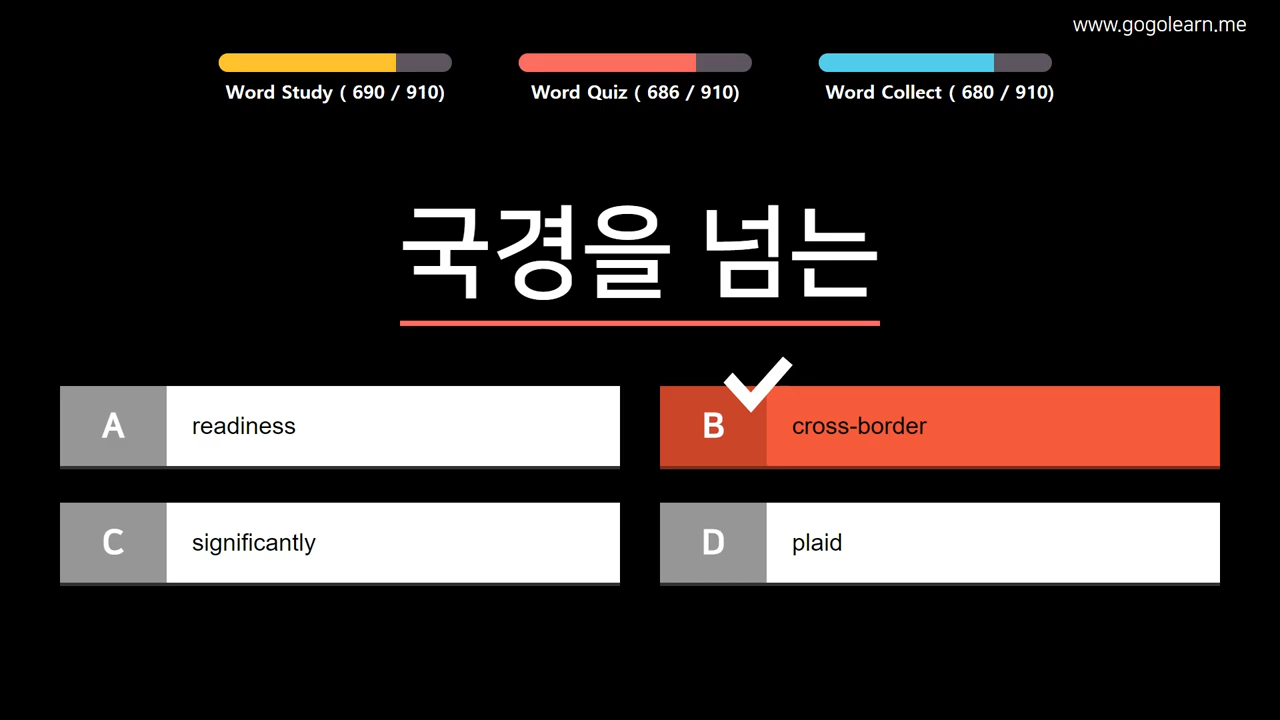 www.gogolearn.me
Word Study ( 690 / 910)
Word Quiz ( 686 / 910)
Word Collect ( 680 / 910)
국경을 넘는
A readiness
B cross-border
C significantly
D plaid